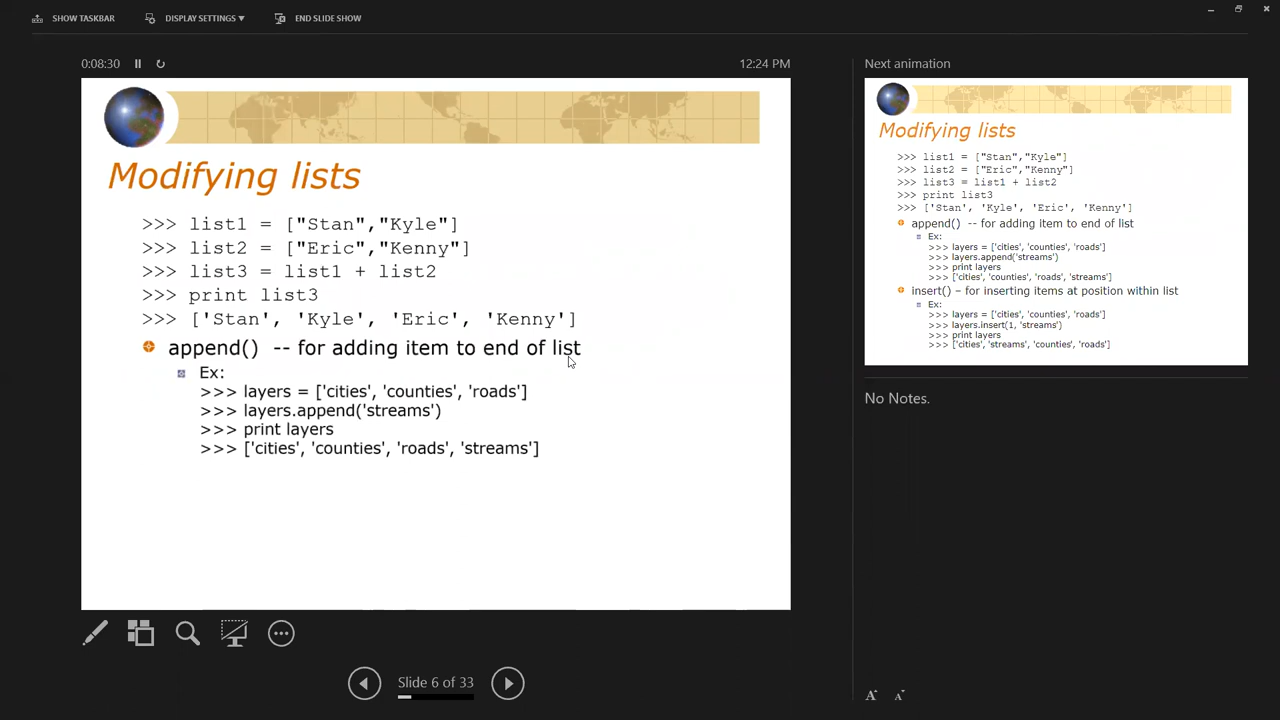 SHOW TASKBAR
DISPLAY SETTINGS ▼
END SLIDE SHOW
0:08:30
12:24 PM
Modifying lists
>>> list1 = ["Stan","Kyle"]
>>> list2 = ["Eric","Kenny"]
>>> list3 = list1 + list2
>>> print list3
>>> ['Stan', 'Kyle', 'Eric', 'Kenny']
append()  -- for adding item to end of list
Ex:
>>> layers = ['cities', 'counties', 'roads']
>>> layers.append('streams')
>>> print layers
>>> ['cities', 'counties', 'roads', 'streams']
Slide 6 of 33
Next animation
Modifying lists
>>> list1 = ["Stan","Kyle"]
>>> list2 = ["Eric","Kenny"]
>>> list3 = list1 + list2
>>> print list3
>>> ['Stan', 'Kyle', 'Eric', 'Kenny']
append()  -- for adding item to end of list
Ex:
>>> layers = ['cities', 'counties', 'roads']
>>> layers.append('streams')
>>> print layers
>>> ['cities', 'counties', 'roads', 'streams']
insert() – for inserting items at position within list
Ex:
>>> layers = ['cities', 'counties', 'roads']
>>> layers.insert(1, 'streams')
>>> print layers
>>> ['cities', 'streams', 'counties', 'roads']
No Notes.
A A